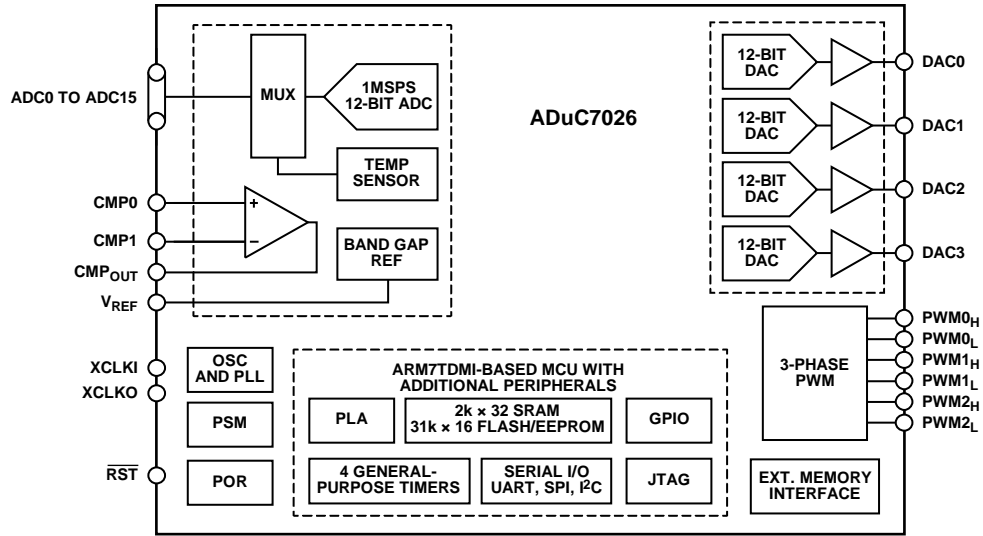 ADuC7026
ADC0 TO ADC15
MUX
1MSPS
12-BIT ADC
TEMP
SENSOR
CMP0
+
CMP1
−
CMPOUT
BAND GAP
REF
VREF
12-BIT
DAC
DAC0
12-BIT
DAC
DAC1
12-BIT
DAC
DAC2
12-BIT
DAC
DAC3
XCLKI
XCLKO
OSC
AND PLL
PSM
RST
POR
ARM7TDMI-BASED MCU WITH
ADDITIONAL PERIPHERALS
PLA
2k × 32 SRAM
31k × 16 FLASH/EEPROM
GPIO
4 GENERAL-
PURPOSE TIMERS
SERIAL I/O
UART, SPI, I²C
JTAG
3-PHASE
PWM
PWM0H
PWM0L
PWM1H
PWM1L
PWM2H
PWM2L
EXT. MEMORY
INTERFACE